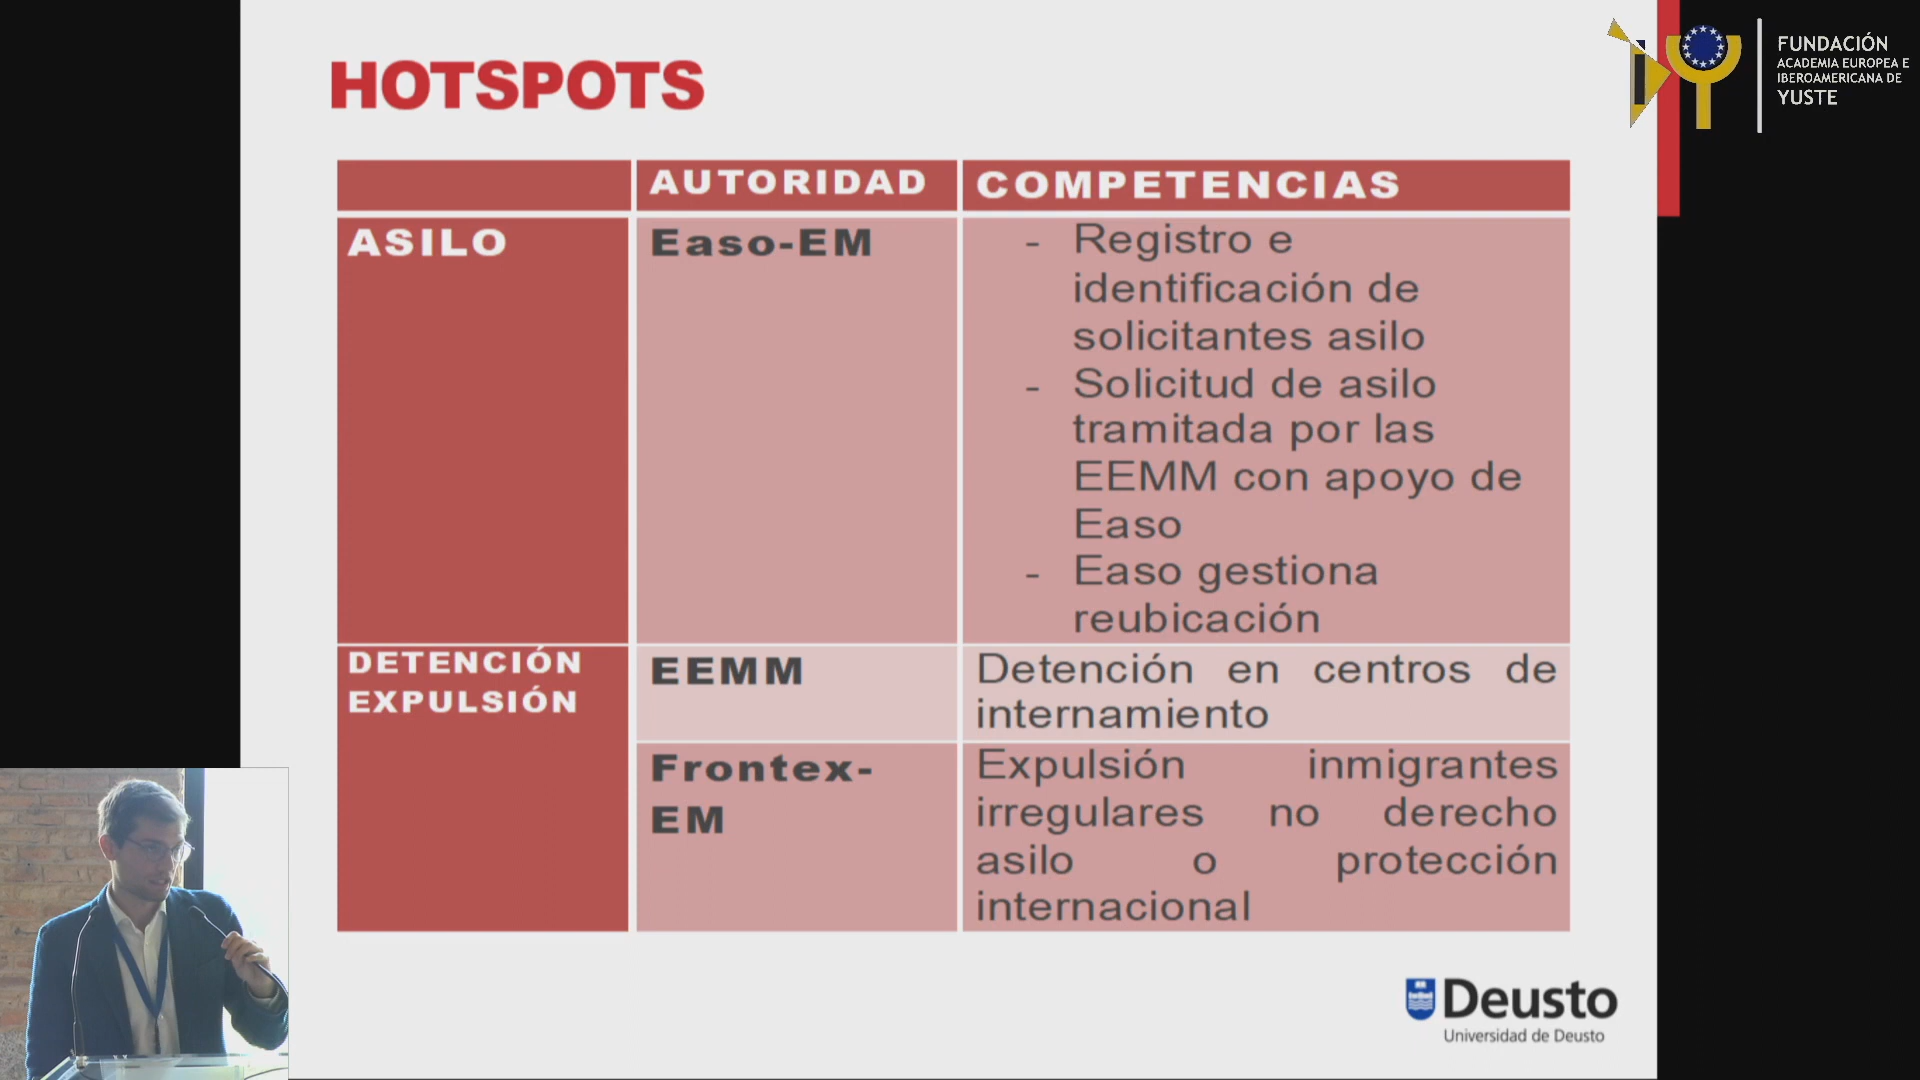 HOTSPOTS
FUNDACIÓN
ACADEMIA EUROPEA E
IBEROAMERICANA DE
YUSTE
AUTORIDAD
COMPETENCIAS
ASILO
Easo-EM
- Registro e
identificación de
solicitantes asilo
- Solicitud de asilo
tramitada por las
EEMM con apoyo de
Easo
- Easo gestiona
reubicación
DETENCIÓN
EXPULSIÓN
EEMM
Detención en centros de
internamiento
Frontex-
EM
Expulsión inmigrantes
irregulares no derecho
asilo o protección
internacional
Deusto
Universidad de Deusto